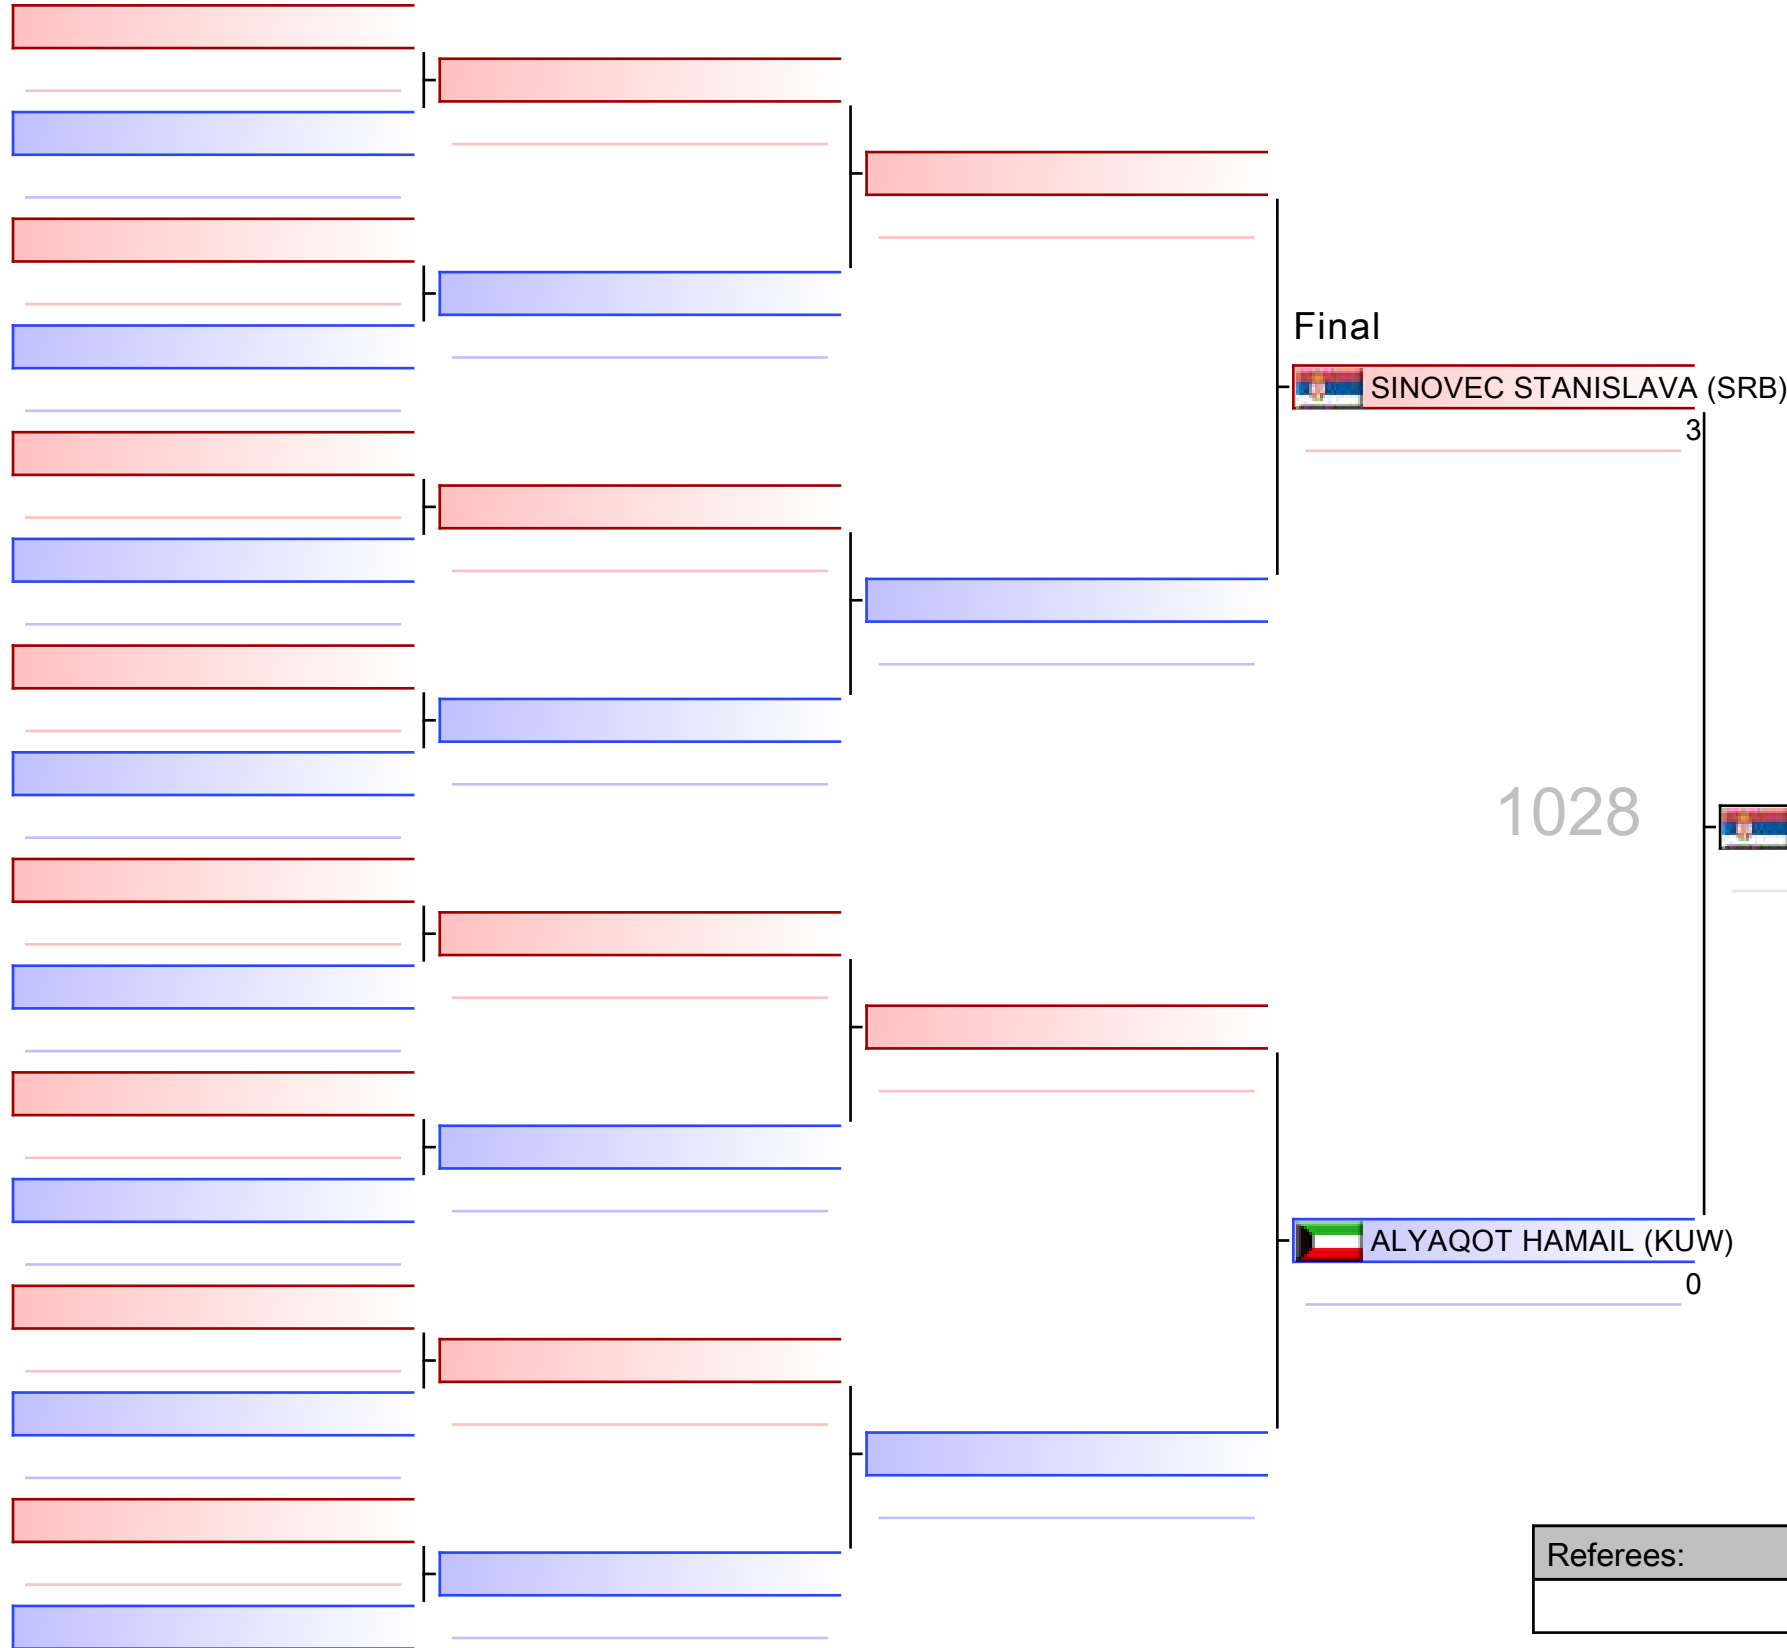 Final
SINOVEC STANISLAVA (SRB)
3
1028
ALYAQOT HAMAIL (KUW)
0
Referees: